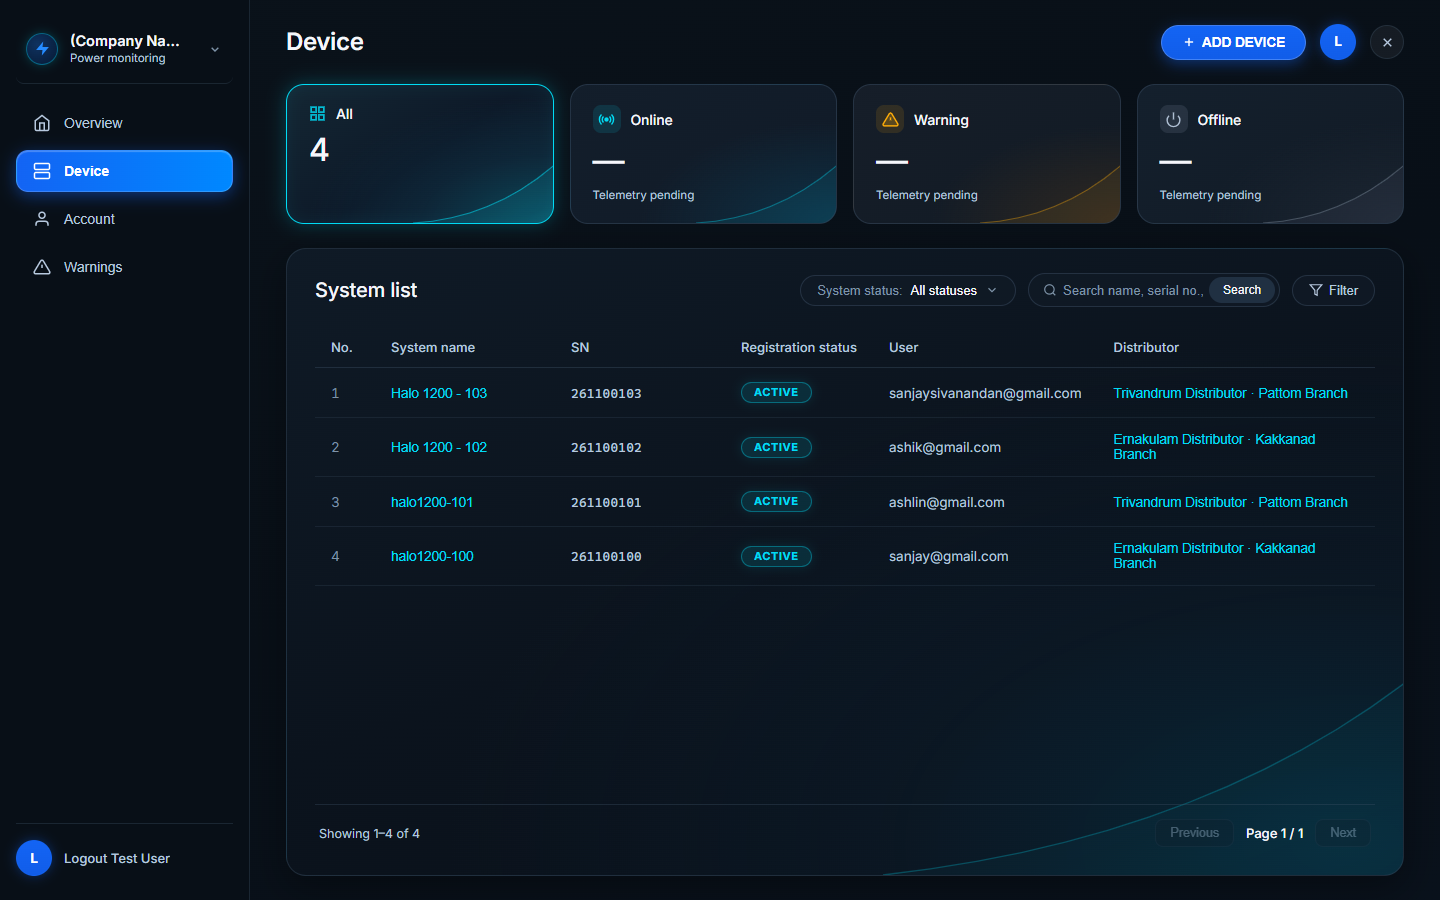 (Company Na...
Power monitoring
Overview
Device
Account
Warnings
L
Logout Test User
Device
+ ADD DEVICE
L
All
4
Online
—
Telemetry pending
Warning
—
Telemetry pending
Offline
—
Telemetry pending
System list
System status: All statuses
Search name, serial no.,
Search
Filter
No. System name SN Registration status User Distributor
1 Halo 1200 - 103 261100103 ACTIVE sanjaysivanandan@gmail.com Trivandrum Distributor · Pattom Branch
2 Halo 1200 - 102 261100102 ACTIVE ashik@gmail.com Ernakulam Distributor · Kakkanad
Branch
3 halo1200-101 261100101 ACTIVE ashlin@gmail.com Trivandrum Distributor · Pattom Branch
4 halo1200-100 261100100 ACTIVE sanjay@gmail.com Ernakulam Distributor · Kakkanad
Branch
Showing 1–4 of 4
Previous Page 1 / 1 Next